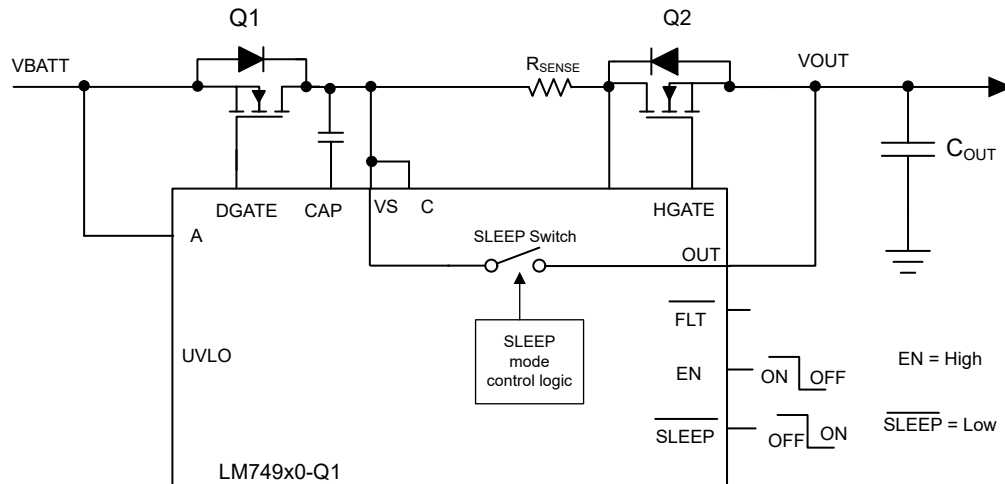 Q1
Q2
VBATT
RSENSE
VOUT
COUT
DGATE
CAP
VS
C
HGATE
A
SLEEP Switch
OUT
FLT
SLEEP
mode
control logic
UVLO
EN
ON
OFF
EN = High
SLEEP
OFF
ON
SLEEP = Low
LM749x0-Q1